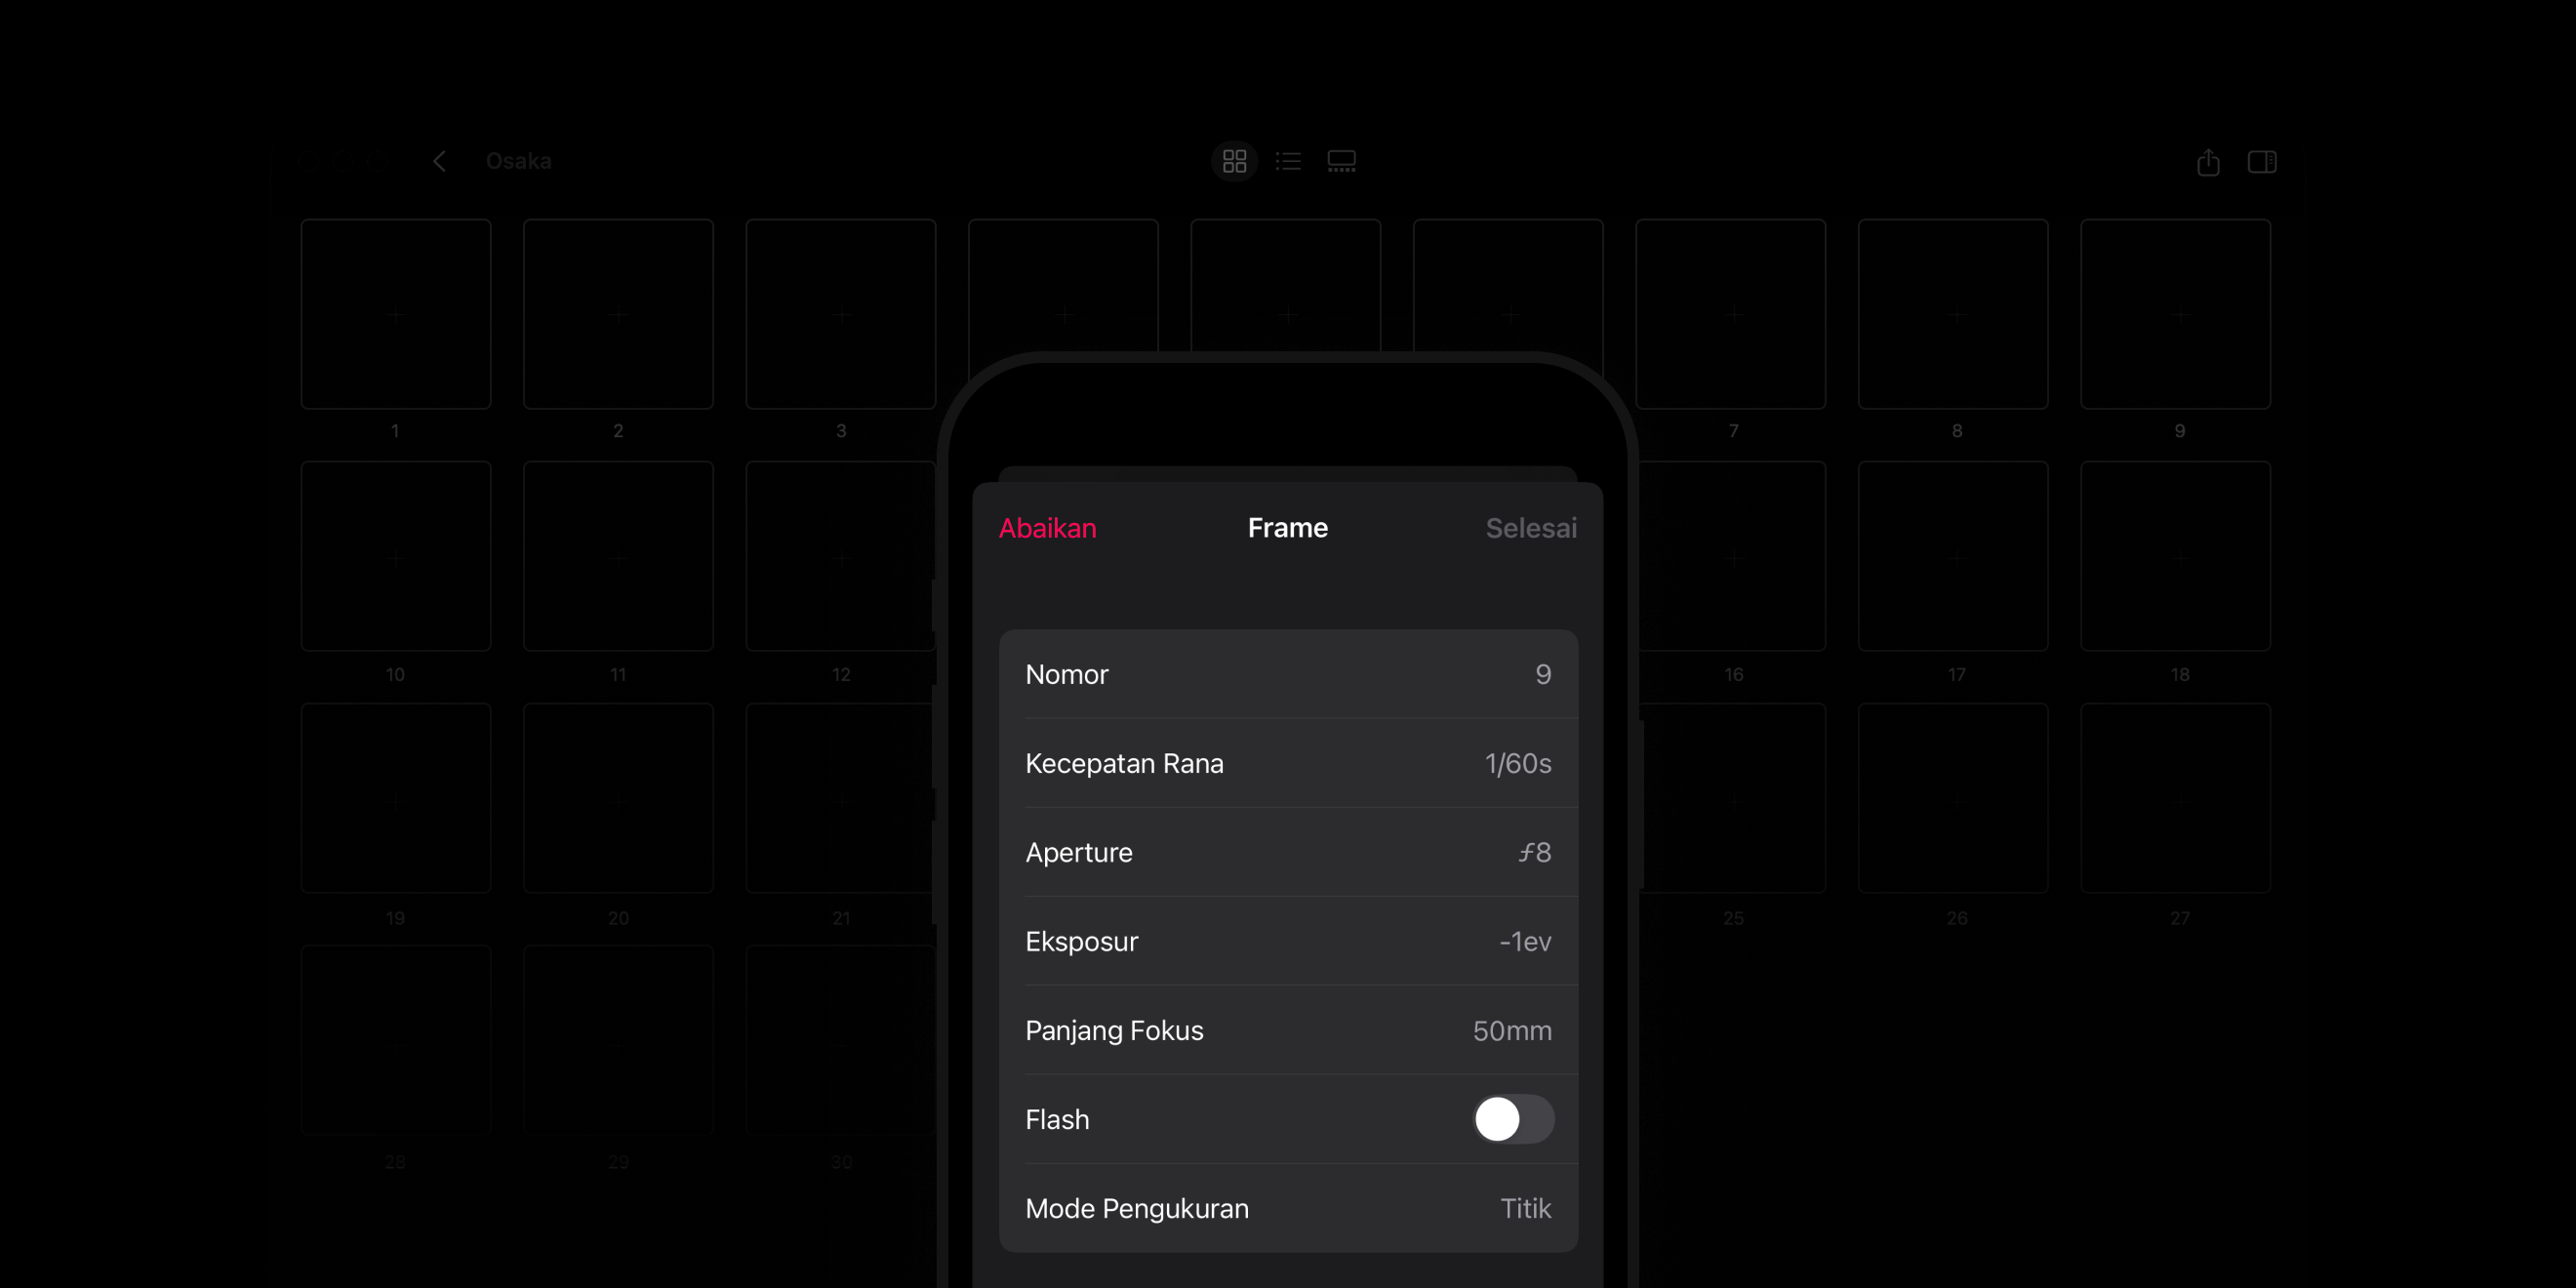 Osaka
1 2 3 7 8 9
Abaikan Frame Selesai
Nomor 9
10 11 12 16 17 18
Kecepatan Rana 1/60s
Aperture ƒ8
19 20 21 25 26 27
Eksposur -1ev
Panjang Fokus 50mm
Flash
28 29 30
Mode Pengukuran Titik